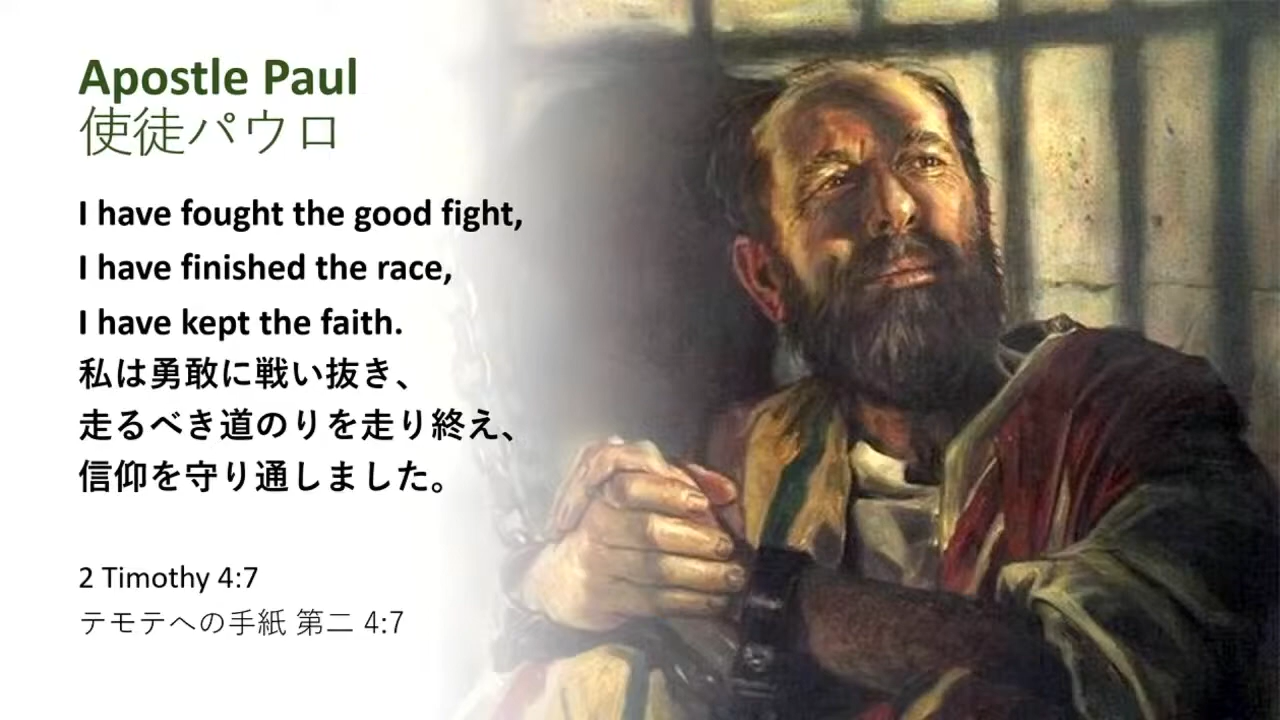 Apostle Paul
使徒パウロ
I have fought the good fight,
I have finished the race,
I have kept the faith.
私は勇敢に戦い抜き、
走るべき道のりを走り終え、
信仰を守り通しました。
2 Timothy 4:7
テモテへの手紙 第二 4:7